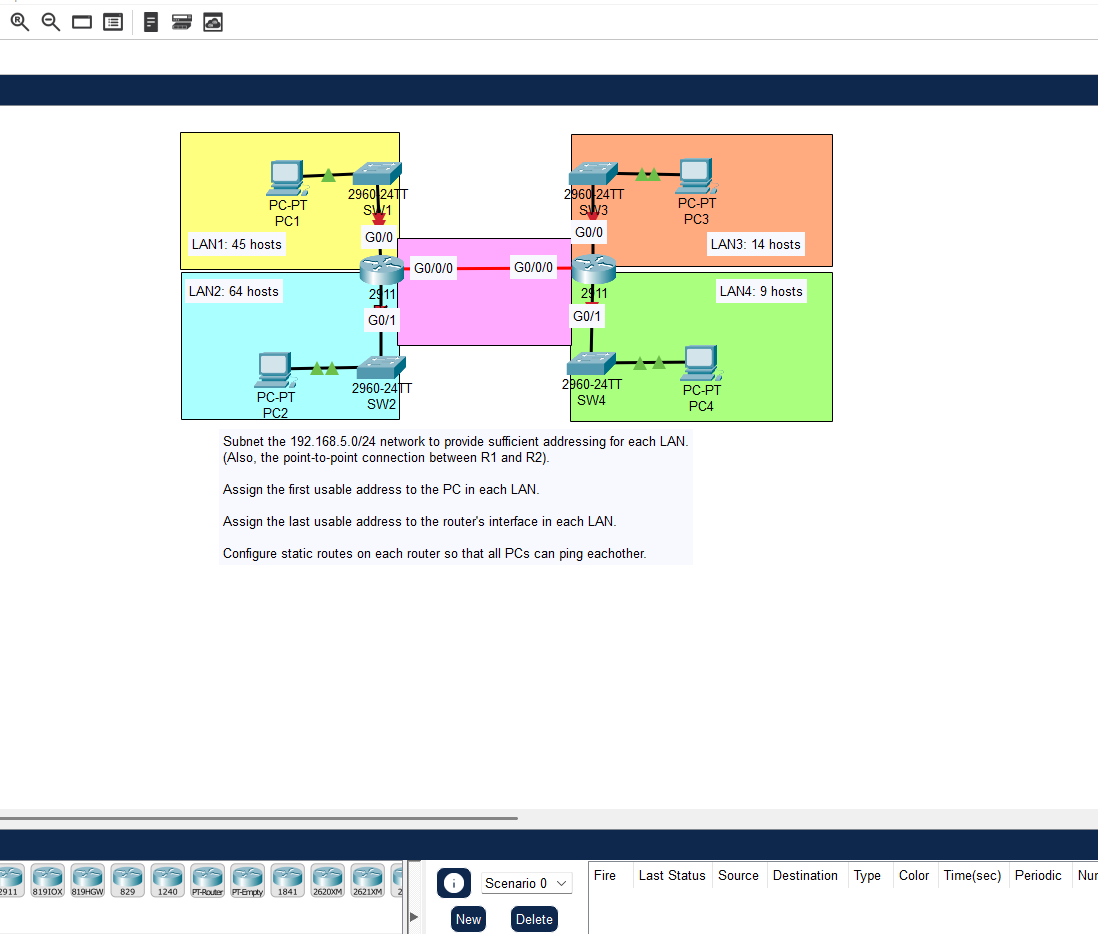 PC-PT
PC1
2960-24TT
SW1
LAN1: 45 hosts
G0/0
2960-24TT
SW3
PC-PT
PC3
G0/0
LAN3: 14 hosts
G0/0/0
G0/0/0
2911
2911
LAN2: 64 hosts
G0/1
G0/1
LAN4: 9 hosts
PC-PT
PC2
2960-24TT
SW2
2960-24TT
SW4
PC-PT
PC4
Subnet the 192.168.5.0/24 network to provide sufficient addressing for each LAN.
(Also, the point-to-point connection between R1 and R2).
Assign the first usable address to the PC in each LAN.
Assign the last usable address to the router's interface in each LAN.
Configure static routes on each router so that all PCs can ping eachother.
2911 819IOX 819HGW 829 1240 PT-Router PT-Empty 1841 2620XM 2621XM
Scenario 0
New Delete
Fire Last Status Source Destination Type Color Time(sec) Periodic